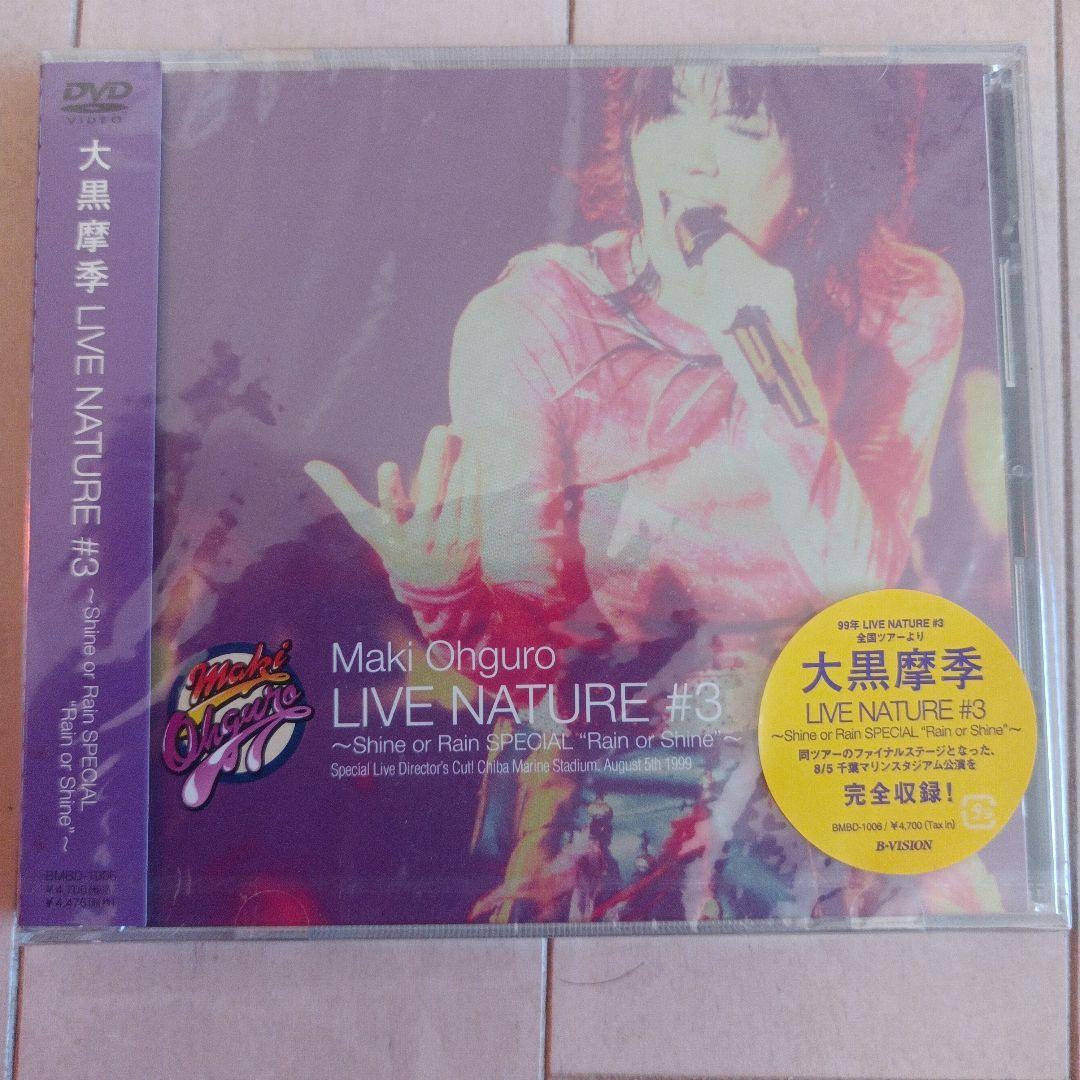 DVD
VIDEO
大黒摩季 LIVE NATURE #3 ～Shine or Rain SPECIAL
“Rain or Shine”～
BMBD-1006
Maki
Ohguro
Maki Ohguro
LIVE NATURE #3
～Shine or Rain SPECIAL “Rain or Shine”～
Special Live Director's Cut! Chiba Marine Stadium. August 5th 1999
99年 LIVE NATURE #3
全国ツアーより
大黒摩季
LIVE NATURE #3
～Shine or Rain SPECIAL “Rain or Shine”～
同ツアーのファイナルステージとなった、
8/5 千葉マリンスタジアム公演を
完全収録！
BMBD-1006 / ¥4,700 (Tax in)
B-VISION